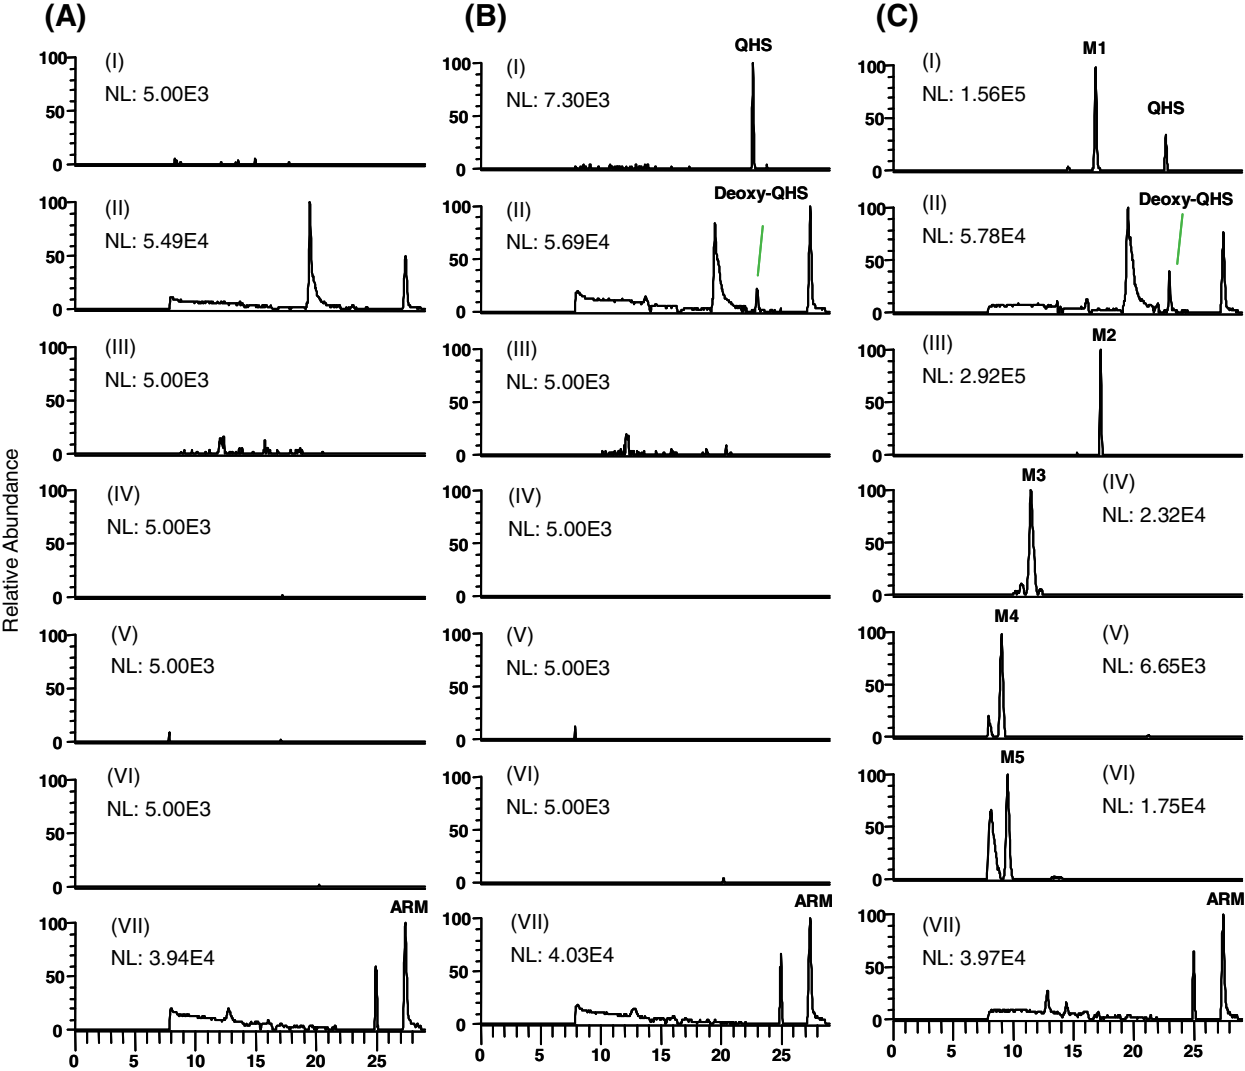 (A) (B) (C)
Relative Abundance
100
50
0
(I)
NL: 5.00E3
100
50
0
(II)
NL: 5.49E4
100
50
0
(III)
NL: 5.00E3
100
50
0
(IV)
NL: 5.00E3
100
50
0
(V)
NL: 5.00E3
100
50
0
(VI)
NL: 5.00E3
100
50
0
(VII)
NL: 3.94E4
ARM
0 5 10 15 20 25
100
50
0
(I)
NL: 7.30E3
QHS
100
50
0
(II)
NL: 5.69E4
Deoxy-QHS
100
50
0
(III)
NL: 5.00E3
100
50
0
(IV)
NL: 5.00E3
100
50
0
(V)
NL: 5.00E3
100
50
0
(VI)
NL: 5.00E3
100
50
0
(VII)
NL: 4.03E4
ARM
0 5 10 15 20 25
100
50
0
(I)
NL: 1.56E5
M1
QHS
100
50
0
(II)
NL: 5.78E4
Deoxy-QHS
100
50
0
(III)
NL: 2.92E5
M2
100
50
0
M3
(IV)
NL: 2.32E4
100
50
0
M4
(V)
NL: 6.65E3
100
50
0
M5
(VI)
NL: 1.75E4
100
50
0
(VII)
NL: 3.97E4
ARM
0 5 10 15 20 25